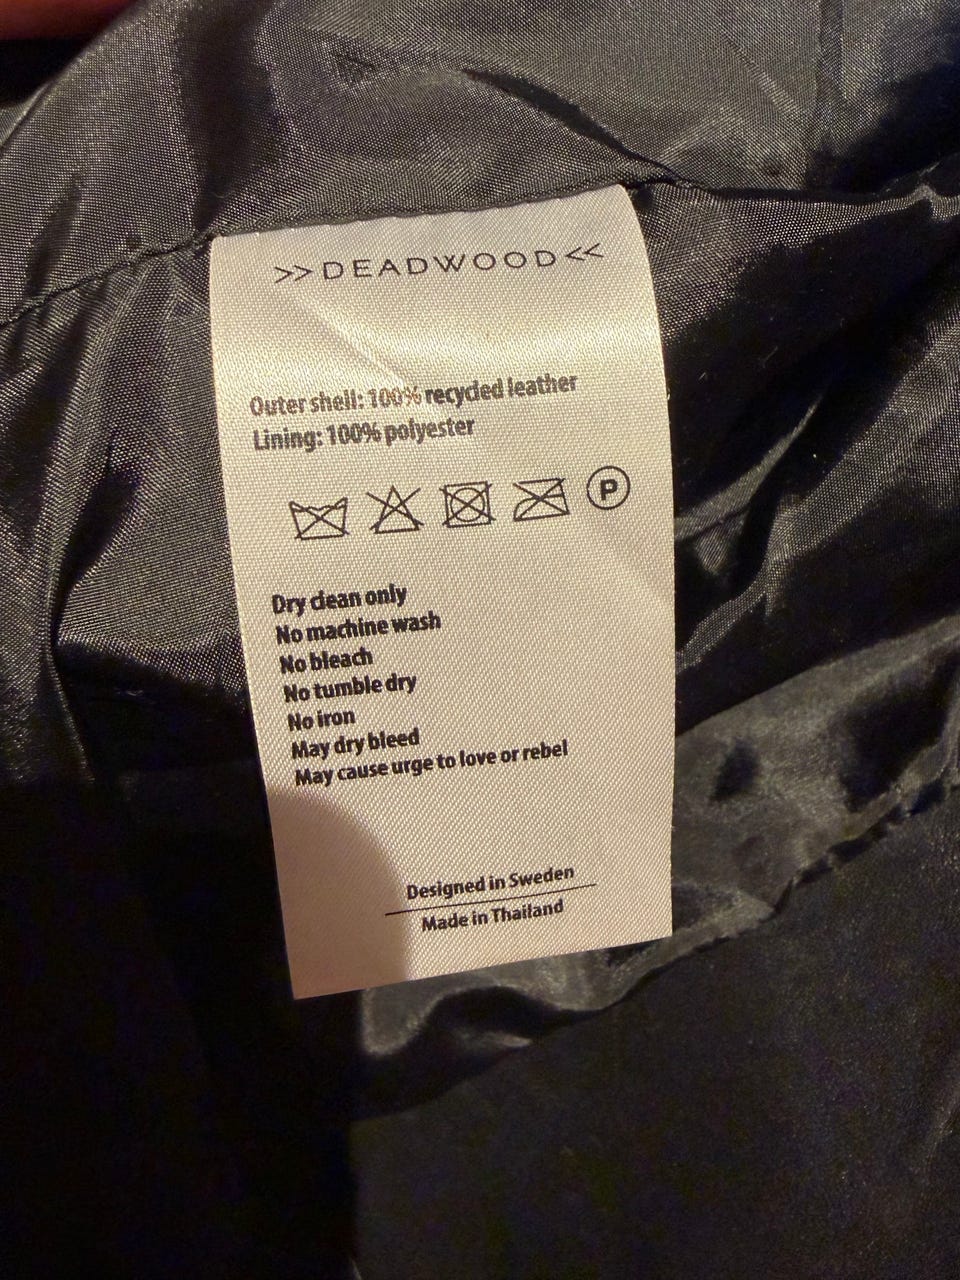 >>DEADWOOD<<
Outer shell: 100% recycled leather
Lining: 100% polyester
P
Dry clean only
No machine wash
No bleach
No tumble dry
No iron
May dry bleed
May cause urge to love or rebel
Designed in Sweden
Made in Thailand